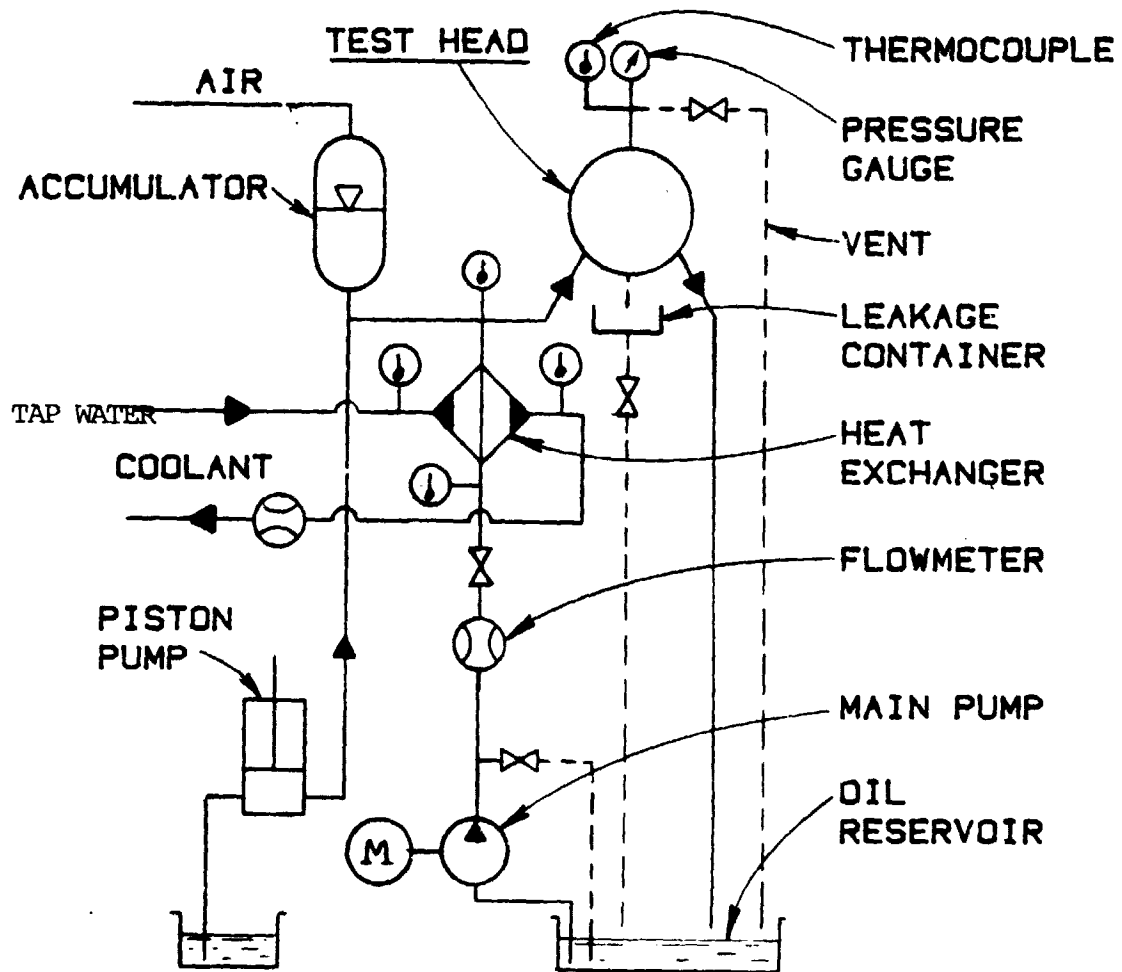 TEST HEAD
THERMOCOUPLE
AIR
PRESSURE
GAUGE
ACCUMULATOR
VENT
LEAKAGE
CONTAINER
TAP WATER
HEAT
EXCHANGER
COOLANT
FLOWMETER
PISTON
PUMP
MAIN PUMP
OIL
RESERVOIR
M